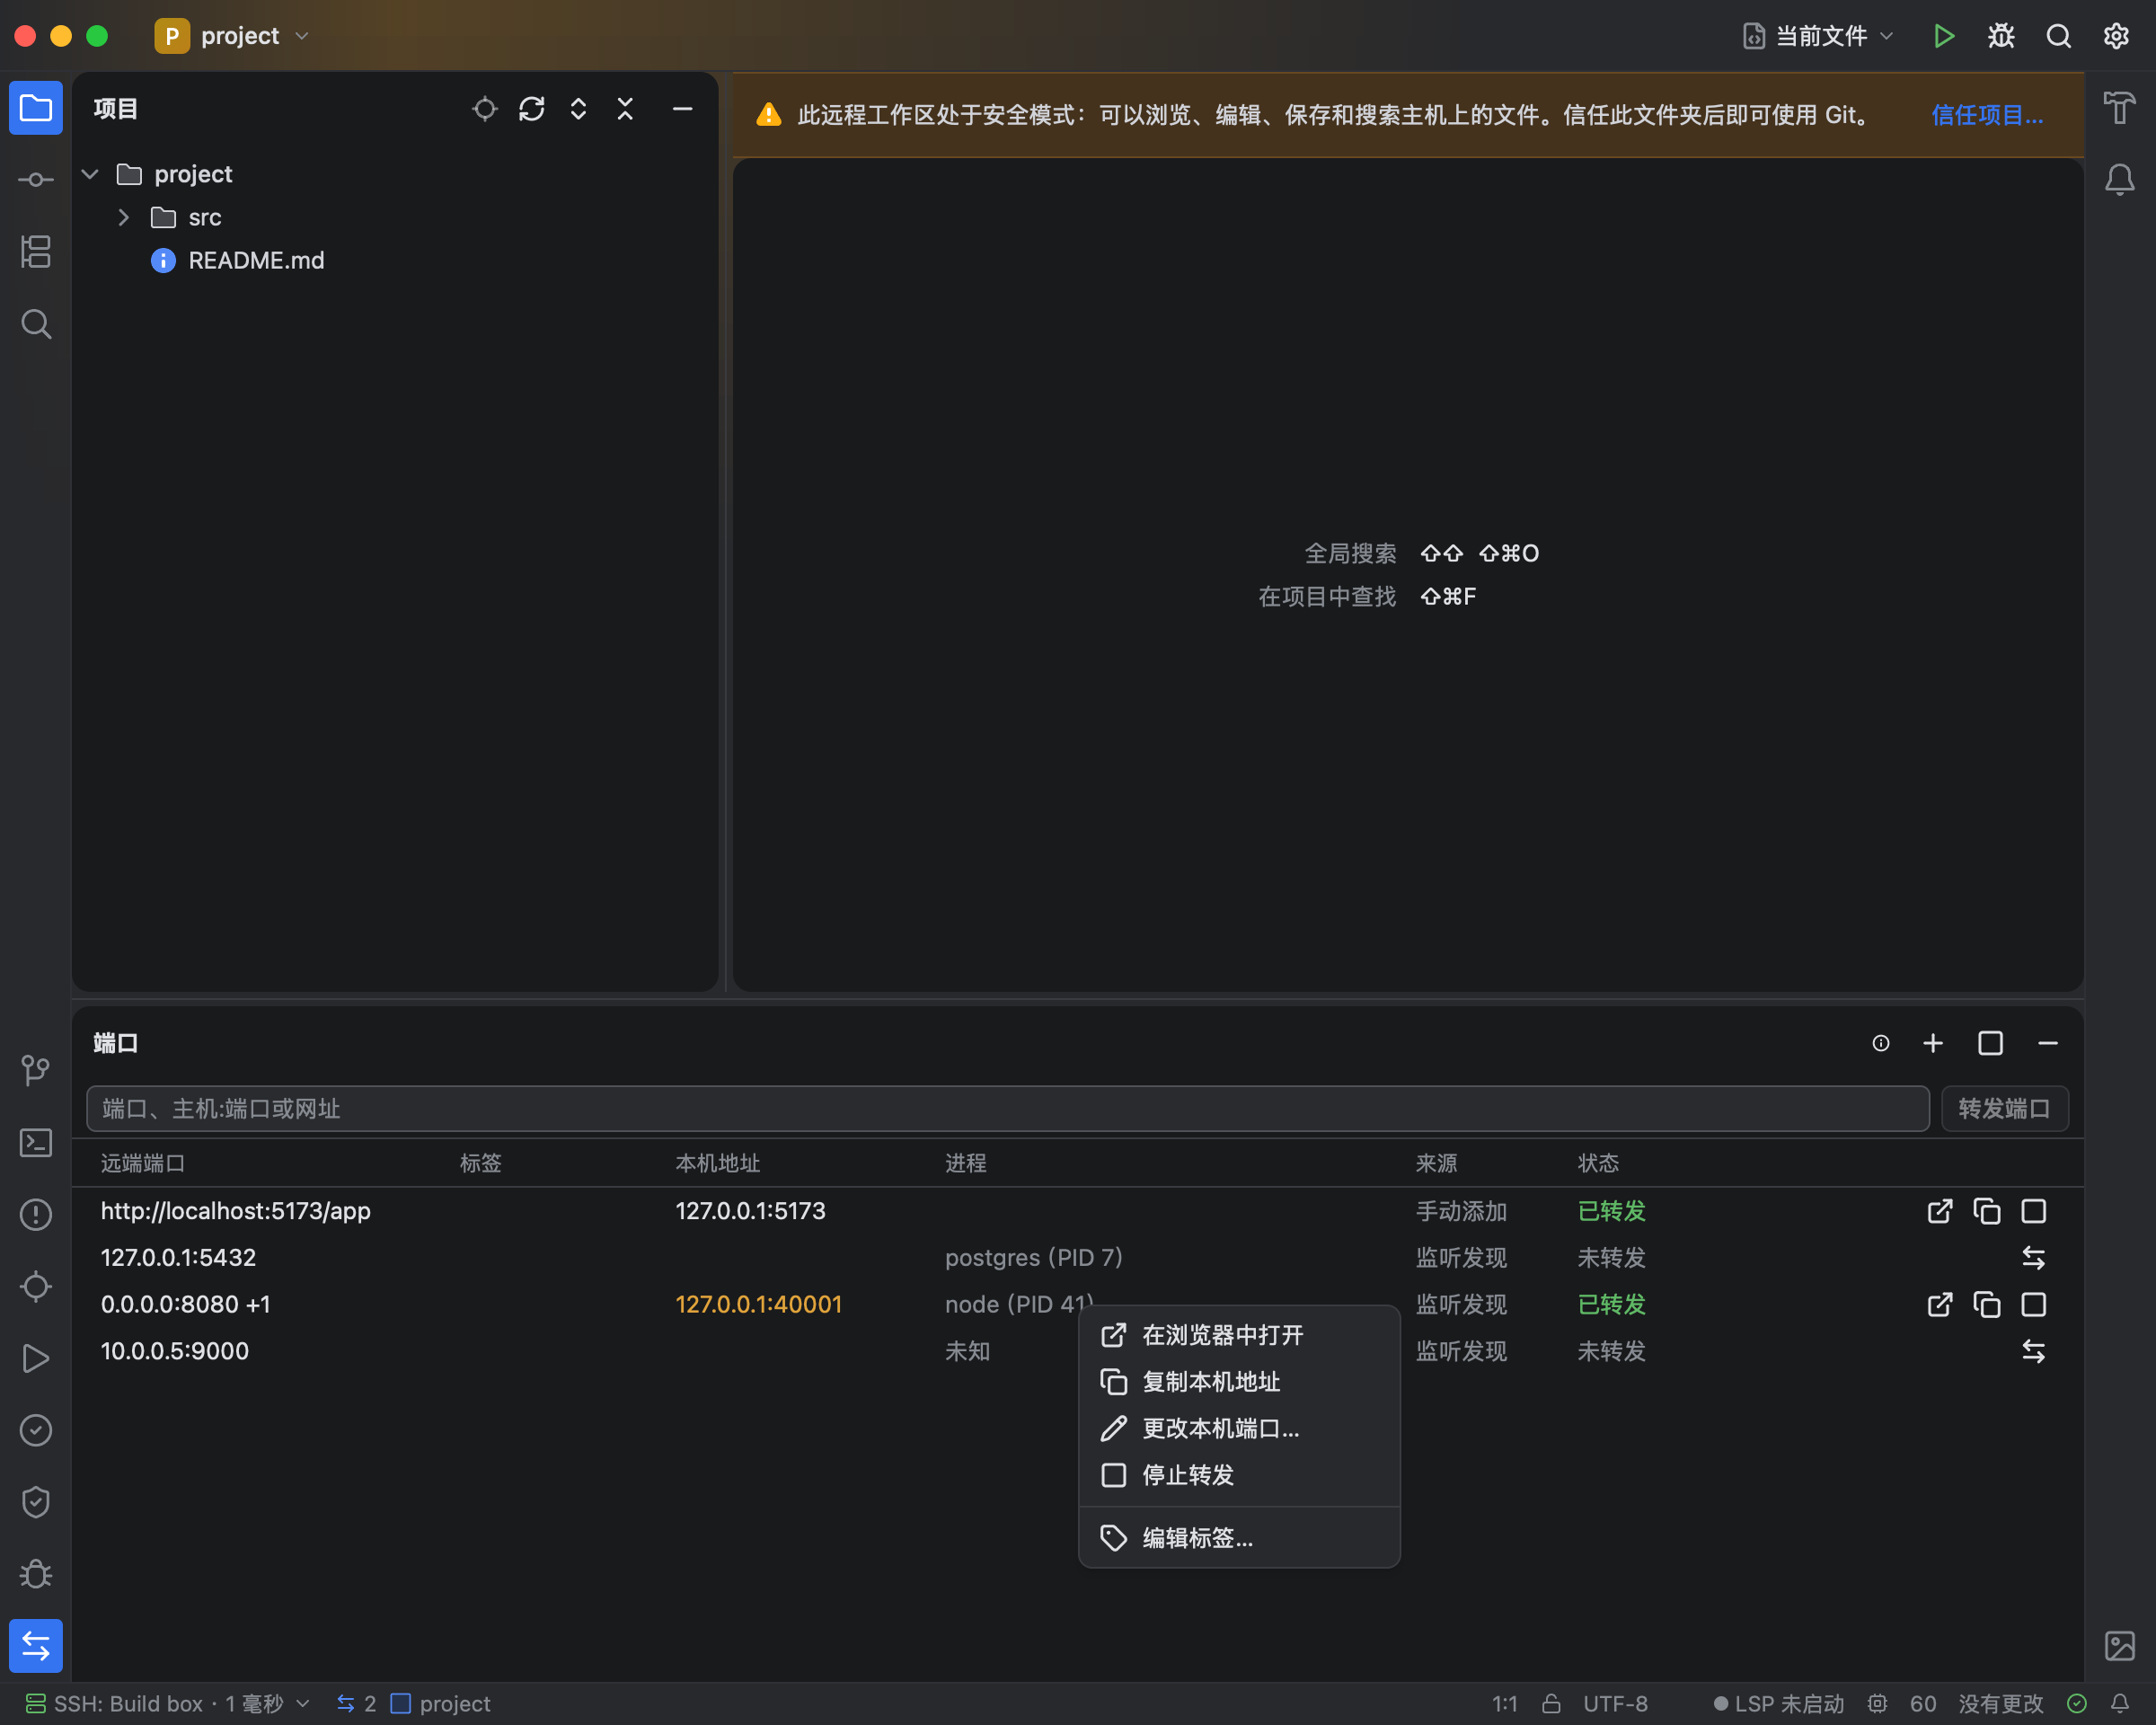 P project
当前文件
项目
此远程工作区处于安全模式：可以浏览、编辑、保存和搜索主机上的文件。信任此文件夹后即可使用 Git。 信任项目...
project
src
README.md
全局搜索 ⇧⇧ ⇧⌘O
在项目中查找 ⇧⌘F
端口
端口、主机:端口或网址 转发端口
远端端口 标签 本机地址 进程 来源 状态
http://localhost:5173/app 127.0.0.1:5173 手动添加 已转发
127.0.0.1:5432 postgres (PID 7) 监听发现 未转发
0.0.0.0:8080 +1 127.0.0.1:40001 node (PID 41) 监听发现 已转发
10.0.0.5:9000 未知 监听发现 未转发
在浏览器中打开
复制本机地址
更改本机端口...
停止转发
编辑标签...
SSH: Build box · 1 毫秒 2 project 1:1 UTF-8 LSP 未启动 60 没有更改